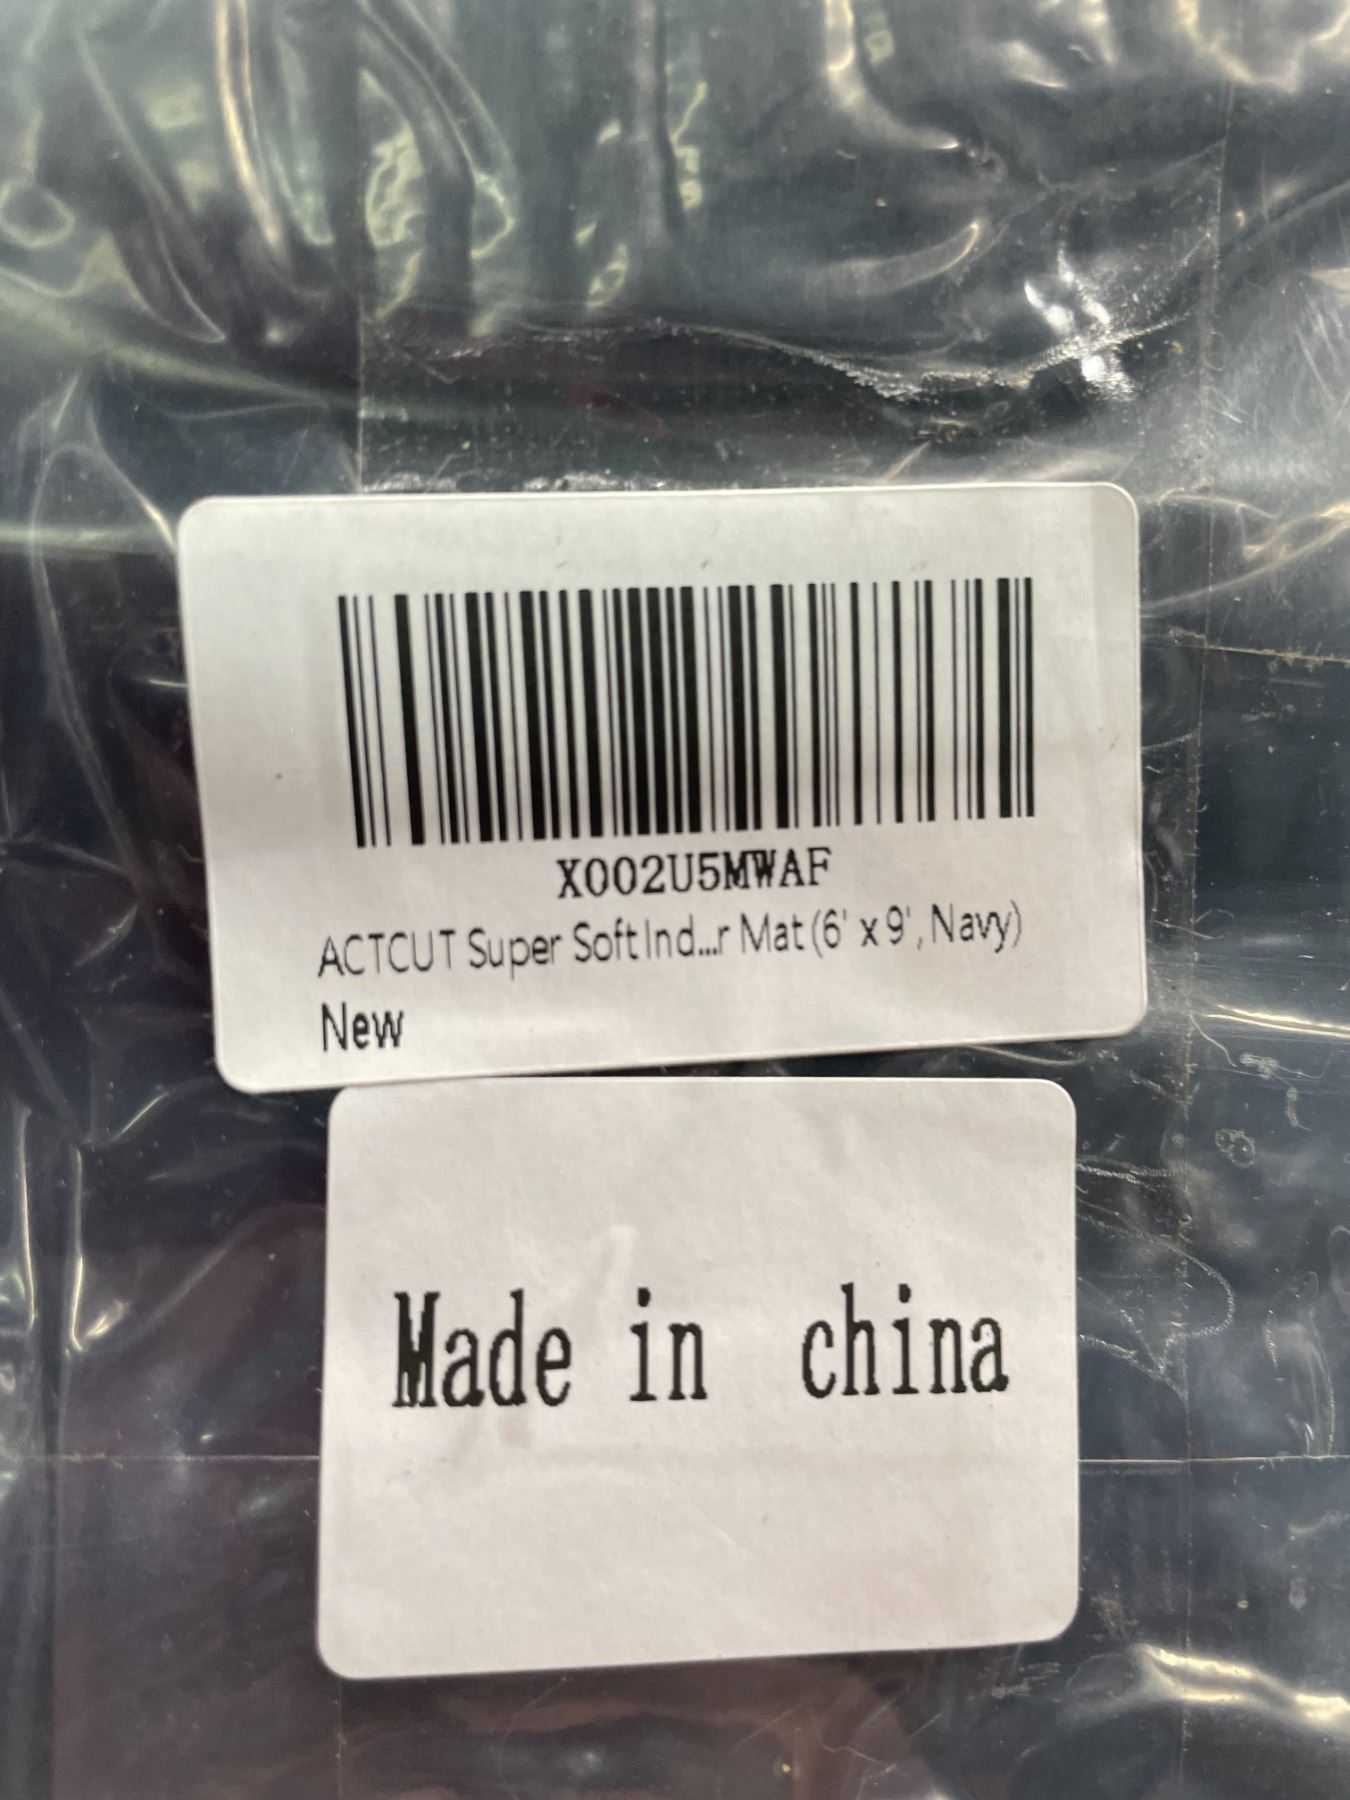 X002U5MWAF
ACTCUT Super Soft Ind...r Mat (6' x 9', Navy)
New
Made in china